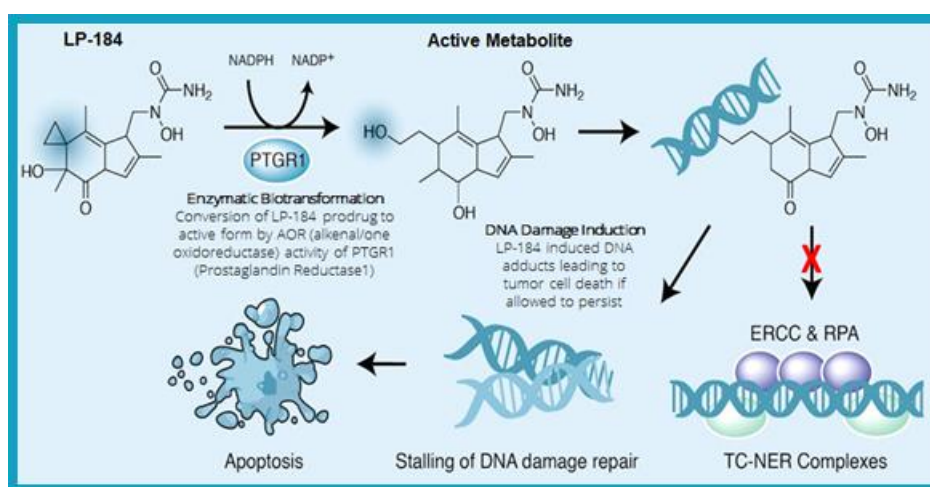 LP-184
NADPH
NADP+
Active Metabolite
O
NH₂
N
OH
HO
O
PTGR1
Enzymatic Biotransformation
Conversion of LP-184 prodrug to
active form by AOR (alkenal/one
oxidoreductase) activity of PTGR1
(Prostaglandin Reductase1)
O
NH₂
N
OH
HO
OH
O
NH₂
N
OH
O
DNA Damage Induction
LP-184 induced DNA
adducts leading to
tumor cell death if
allowed to persist
X
ERCC & RPA
Apoptosis
Stalling of DNA damage repair
TC-NER Complexes